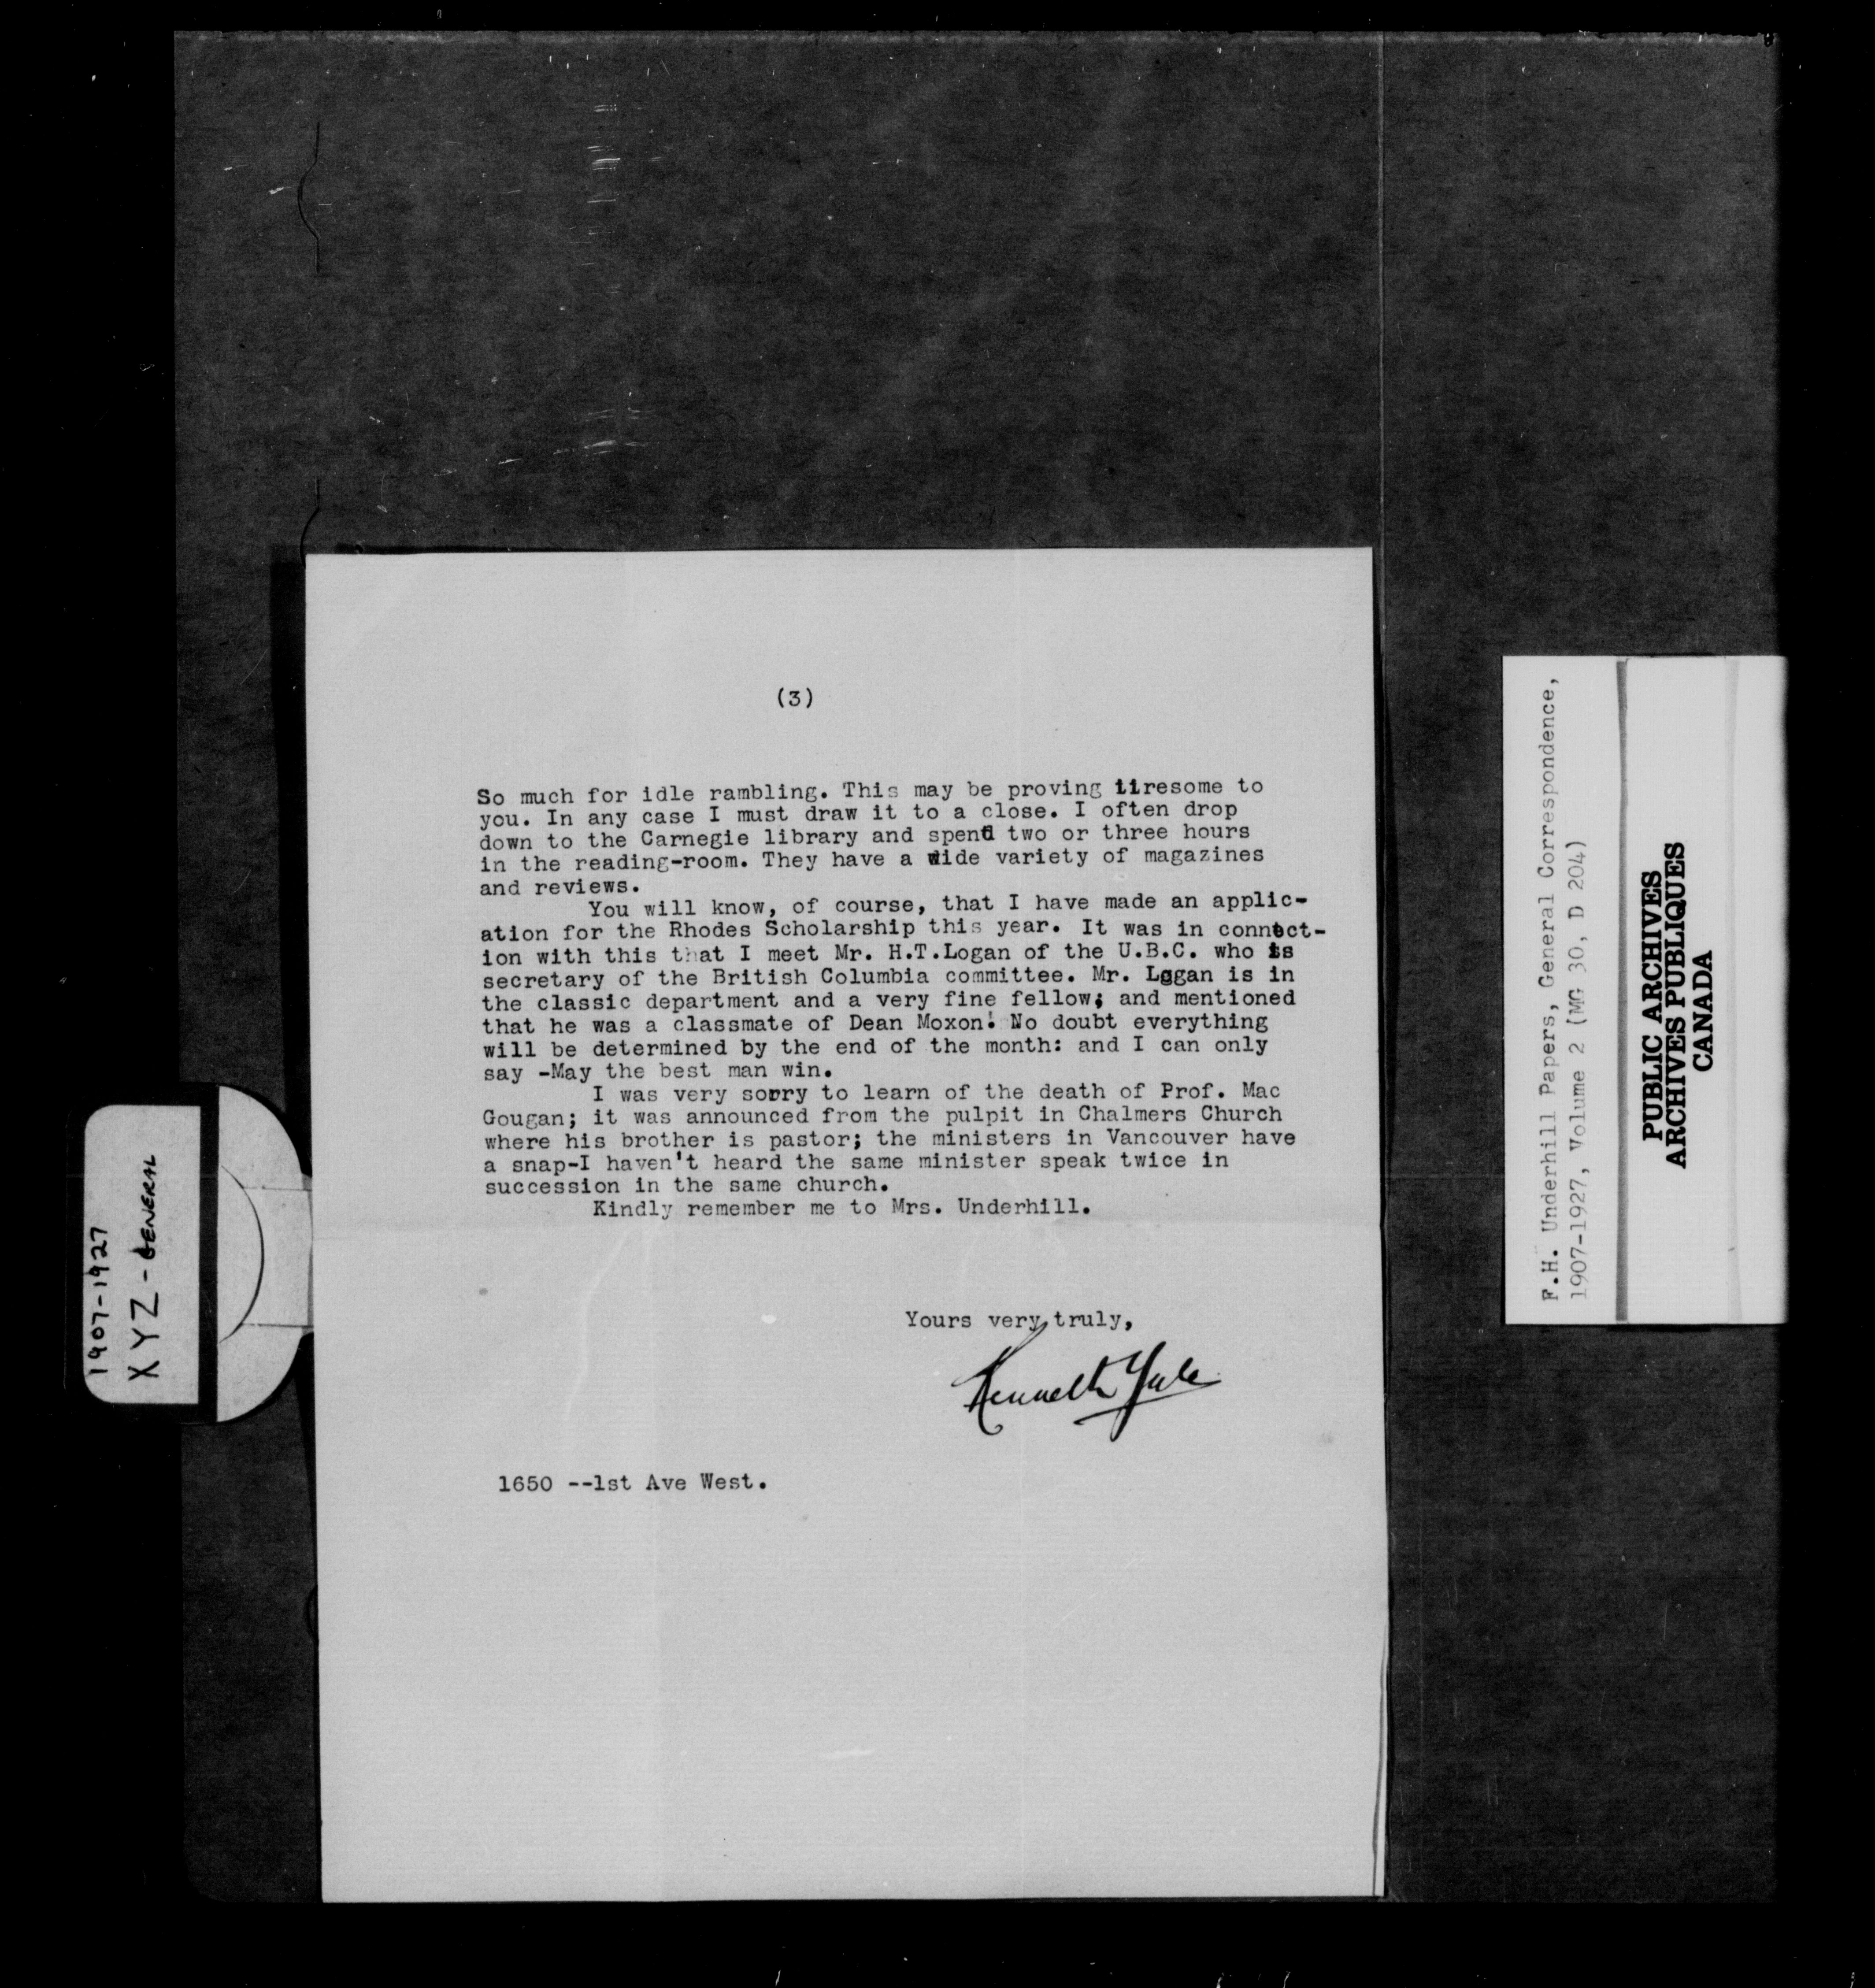 (3)
So much for idle rambling. This may be proving tiresome to
you. In any case I must draw it to a close. I often drop
down to the Carnegie library and spend two or three hours
in the reading-room. They have a wide variety of magazines
and reviews.
You will know, of course, that I have made an applic-
ation for the Rhodes Scholarship this year. It was in connect-
ion with this that I meet Mr. H.T.Logan of the U.B.C. who is
secretary of the British Columbia committee. Mr. Logan is in
the classic department and a very fine fellow; and mentioned
that he was a classmate of Dean Moxon! No doubt everything
will be determined by the end of the month: and I can only
say -May the best man win.
I was very sorry to learn of the death of Prof. Mac
Gougan; it was announced from the pulpit in Chalmers Church
where his brother is pastor; the ministers in Vancouver have
a snap-I haven't heard the same minister speak twice in
succession in the same church.
Kindly remember me to Mrs. Underhill.
Yours very truly,
Kenneth Yule
1650 --1st Ave West.
1907-1927
XYZ - GENERAL
F.H. Underhill Papers, General Correspondence,
1907-1927, Volume 2 (MG 30, D 204)
PUBLIC ARCHIVES
ARCHIVES PUBLIQUES
CANADA